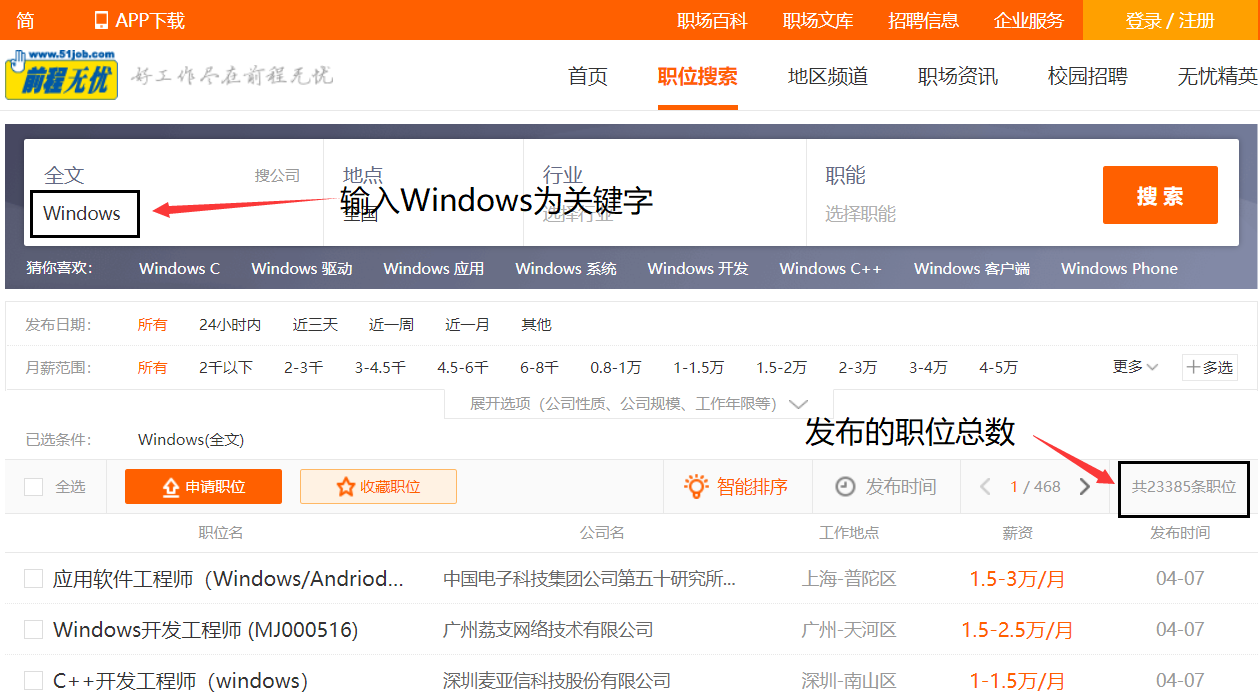 简 APP下载 职场百科 职场文库 招聘信息 企业服务 登录 / 注册
www.51job.com
前程无忧 好工作尽在前程无忧 首页 职位搜索 地区频道 职场资讯 校园招聘 无忧精英
全文 搜公司 地点 行业 职能 搜 索
Windows 全国 选择行业 选择职能
输入Windows为关键字
猜你喜欢: Windows C Windows 驱动 Windows 应用 Windows 系统 Windows 开发 Windows C++ Windows 客户端 Windows Phone
发布日期: 所有 24小时内 近三天 近一周 近一月 其他
月薪范围: 所有 2千以下 2-3千 3-4.5千 4.5-6千 6-8千 0.8-1万 1-1.5万 1.5-2万 2-3万 3-4万 4-5万 更多 多选
展开选项（公司性质、公司规模、工作年限等）
发布的职位总数
已选条件: Windows(全文)
全选 申请职位 收藏职位 智能排序 发布时间 1 / 468 共23385条职位
职位名 公司名 工作地点 薪资 发布时间
应用软件工程师（Windows/Andriod... 中国电子科技集团公司第五十研究所... 上海-普陀区 1.5-3万/月 04-07
Windows开发工程师 (MJ000516) 广州荔支网络技术有限公司 广州-天河区 1.5-2.5万/月 04-07
C++开发工程师（windows） 深圳麦亚信科技股份有限公司 深圳-南山区 1-1.5万/月 04-07